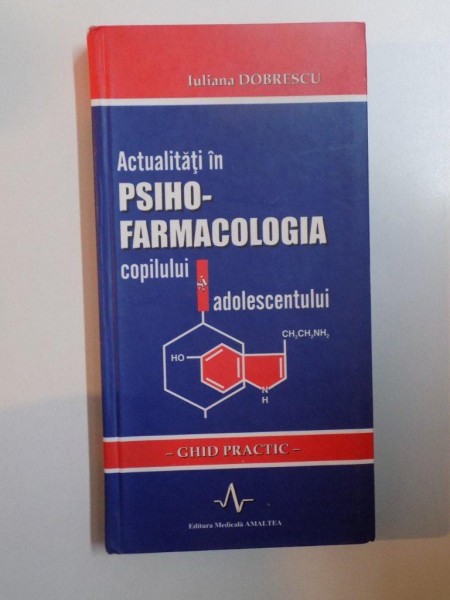 Iuliana DOBRESCU
Actualități în
PSIHO-
FARMACOLOGIA
copilului
și
adolescentului
CH₂CH₂NH₂
HO
N
H
– GHID PRACTIC –
Editura Medicală AMALTEA